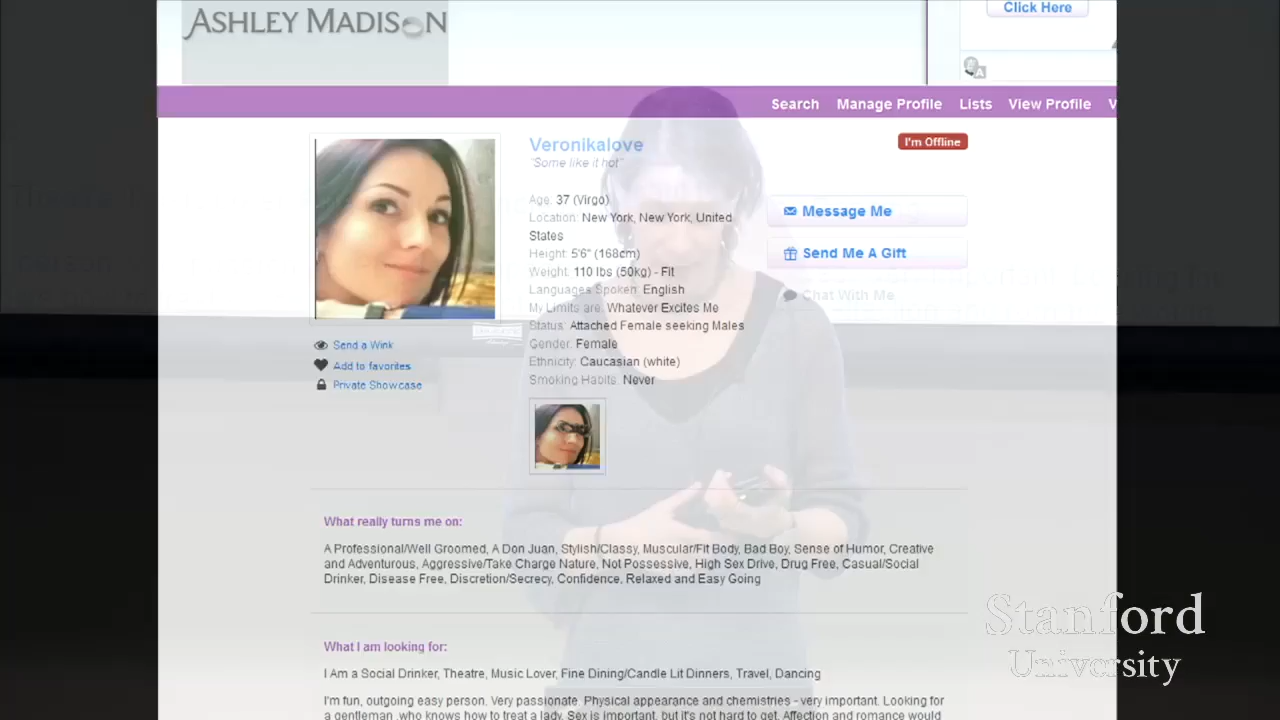 ASHLEY MADISON
Click Here
A
Search Manage Profile Lists View Profile V
Veronikalove
I'm Offline
"Some like it hot"
Age: 37 (Virgo)
Location: New York, New York, United
States
Height: 5'6" (168cm)
Weight: 110 lbs (50kg) - Fit
Languages Spoken: English
My Limits are: Whatever Excites Me
Status: Attached Female seeking Males
Gender: Female
Ethnicity: Caucasian (white)
Smoking Habits: Never
Message Me
Send Me A Gift
Chat With Me
Send a Wink
Add to favorites
Private Showcase
What really turns me on:
A Professional/Well Groomed, A Don Juan, Stylish/Classy, Muscular/Fit Body, Bad Boy, Sense of Humor, Creative
and Adventurous, Aggressive/Take Charge Nature, Not Possessive, High Sex Drive, Drug Free, Casual/Social
Drinker, Disease Free, Discretion/Secrecy, Confidence, Relaxed and Easy Going
What I am looking for:
I Am a Social Drinker, Theatre, Music Lover, Fine Dining/Candle Lit Dinners, Travel, Dancing
I'm fun, outgoing easy person. Very passionate. Physical appearance and chemistries - very important. Looking for
a gentleman ,who knows how to treat a lady. Sex is important, but it's not hard to get. Affection and romance would
Stanford
University